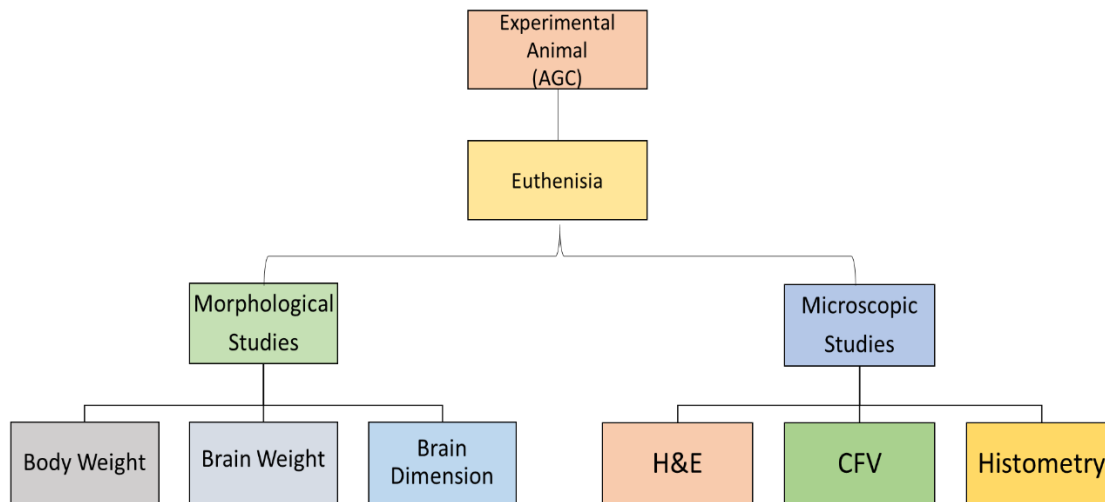 Experimental
Animal
(AGC)
Euthenisia
Morphological
Studies
Microscopic
Studies
Body Weight
Brain Weight
Brain
Dimension
H&E
CFV
Histometry